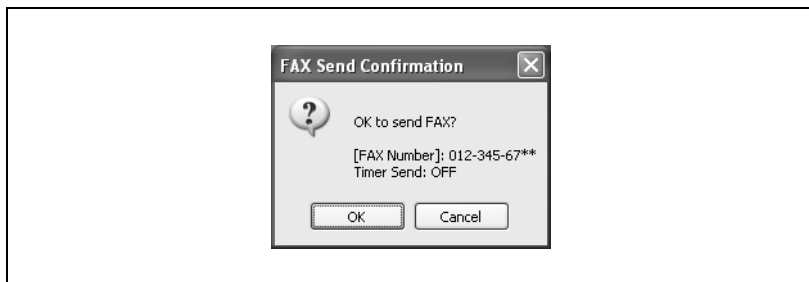 FAX Send Confirmation
OK to send FAX?
[FAX Number]: 012-345-67**
Timer Send: OFF
OK Cancel